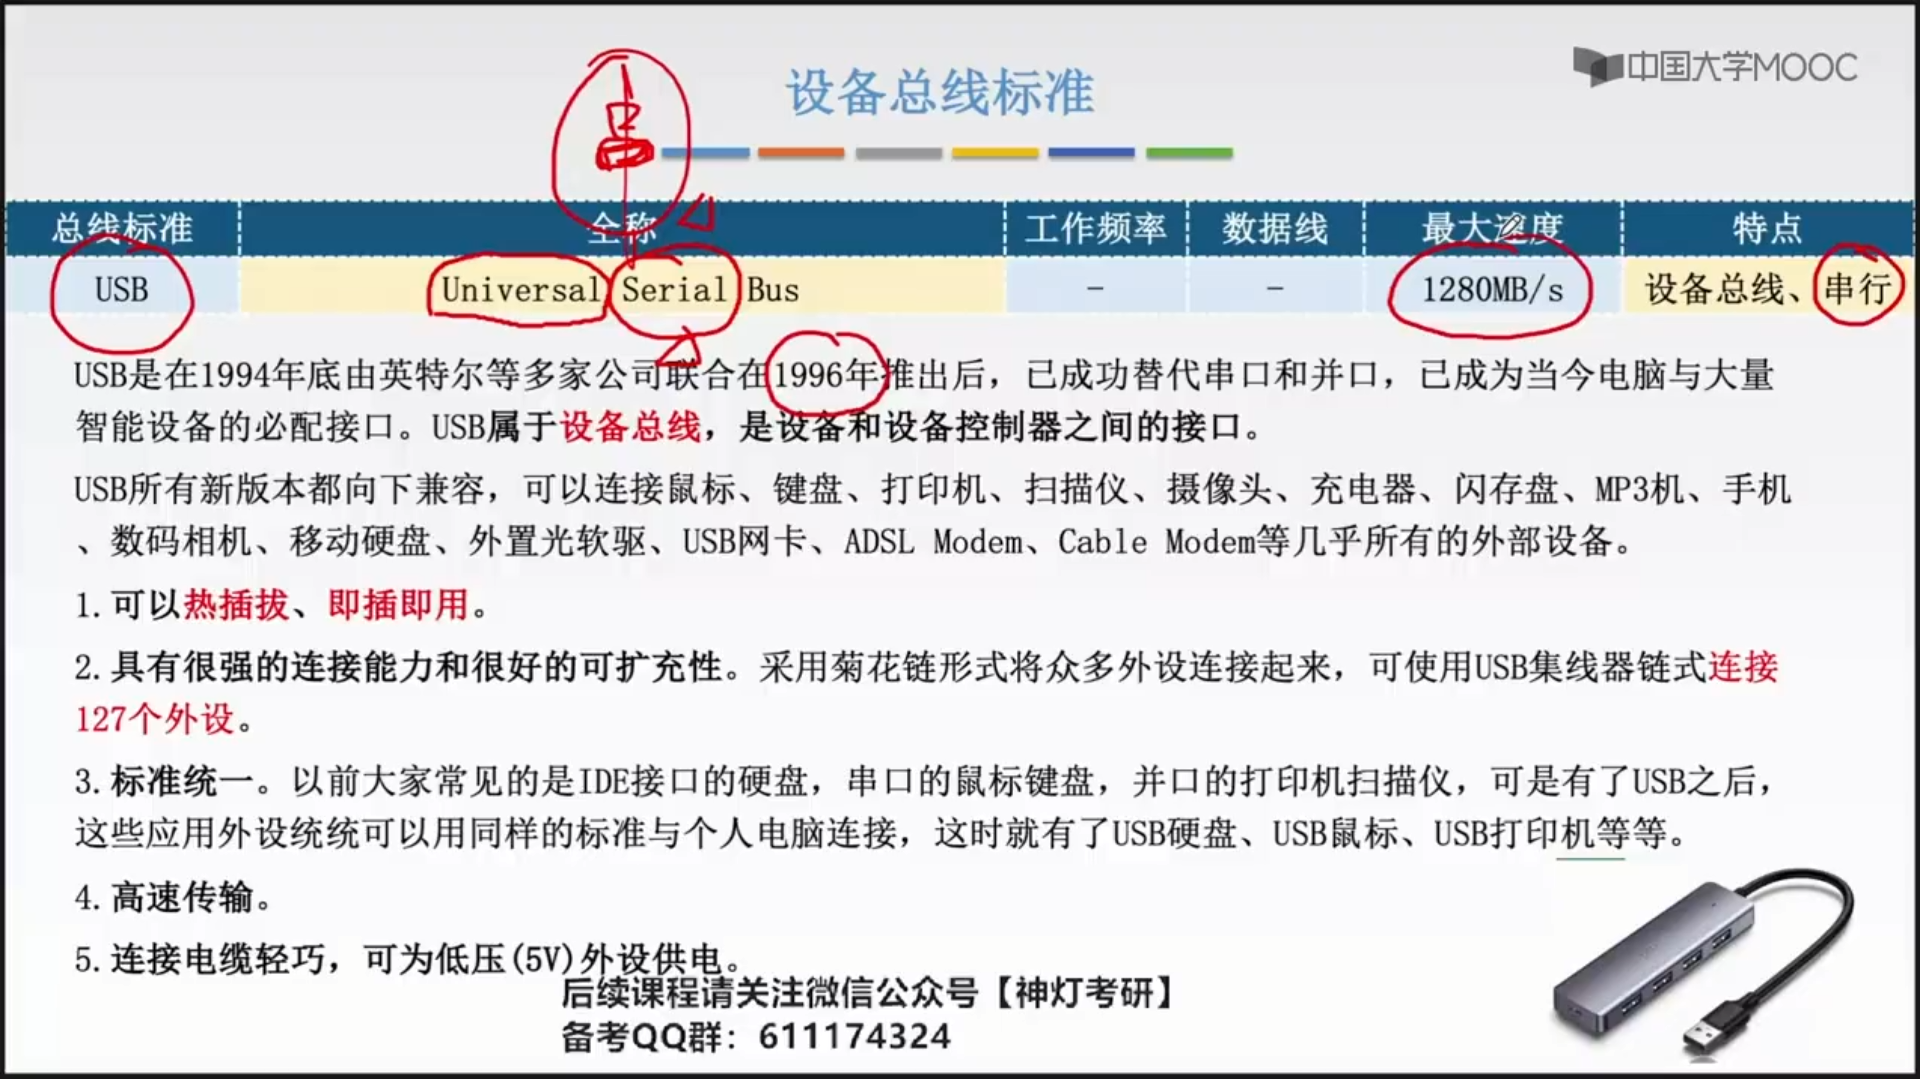 中国大学MOOC
串
设备总线标准
总线标准 全称 工作频率 数据线 最大速度 特点
USB Universal Serial Bus - - 1280MB/s 设备总线、串行
USB是在1994年底由英特尔等多家公司联合在1996年推出后，已成功替代串口和并口，已成为当今电脑与大量
智能设备的必配接口。USB属于设备总线，是设备和设备控制器之间的接口。
USB所有新版本都向下兼容，可以连接鼠标、键盘、打印机、扫描仪、摄像头、充电器、闪存盘、MP3机、手机
、数码相机、移动硬盘、外置光软驱、USB网卡、ADSL Modem、Cable Modem等几乎所有的外部设备。
1.可以热插拔、即插即用。
2.具有很强的连接能力和很好的可扩充性。采用菊花链形式将众多外设连接起来，可使用USB集线器链式连接
127个外设。
3.标准统一。以前大家常见的是IDE接口的硬盘，串口的鼠标键盘，并口的打印机扫描仪，可是有了USB之后，
这些应用外设统统可以用同样的标准与个人电脑连接，这时就有了USB硬盘、USB鼠标、USB打印机等等。
4.高速传输。
5.连接电缆轻巧，可为低压(5V)外设供电。
后续课程请关注微信公众号【神灯考研】
备考QQ群：611174324